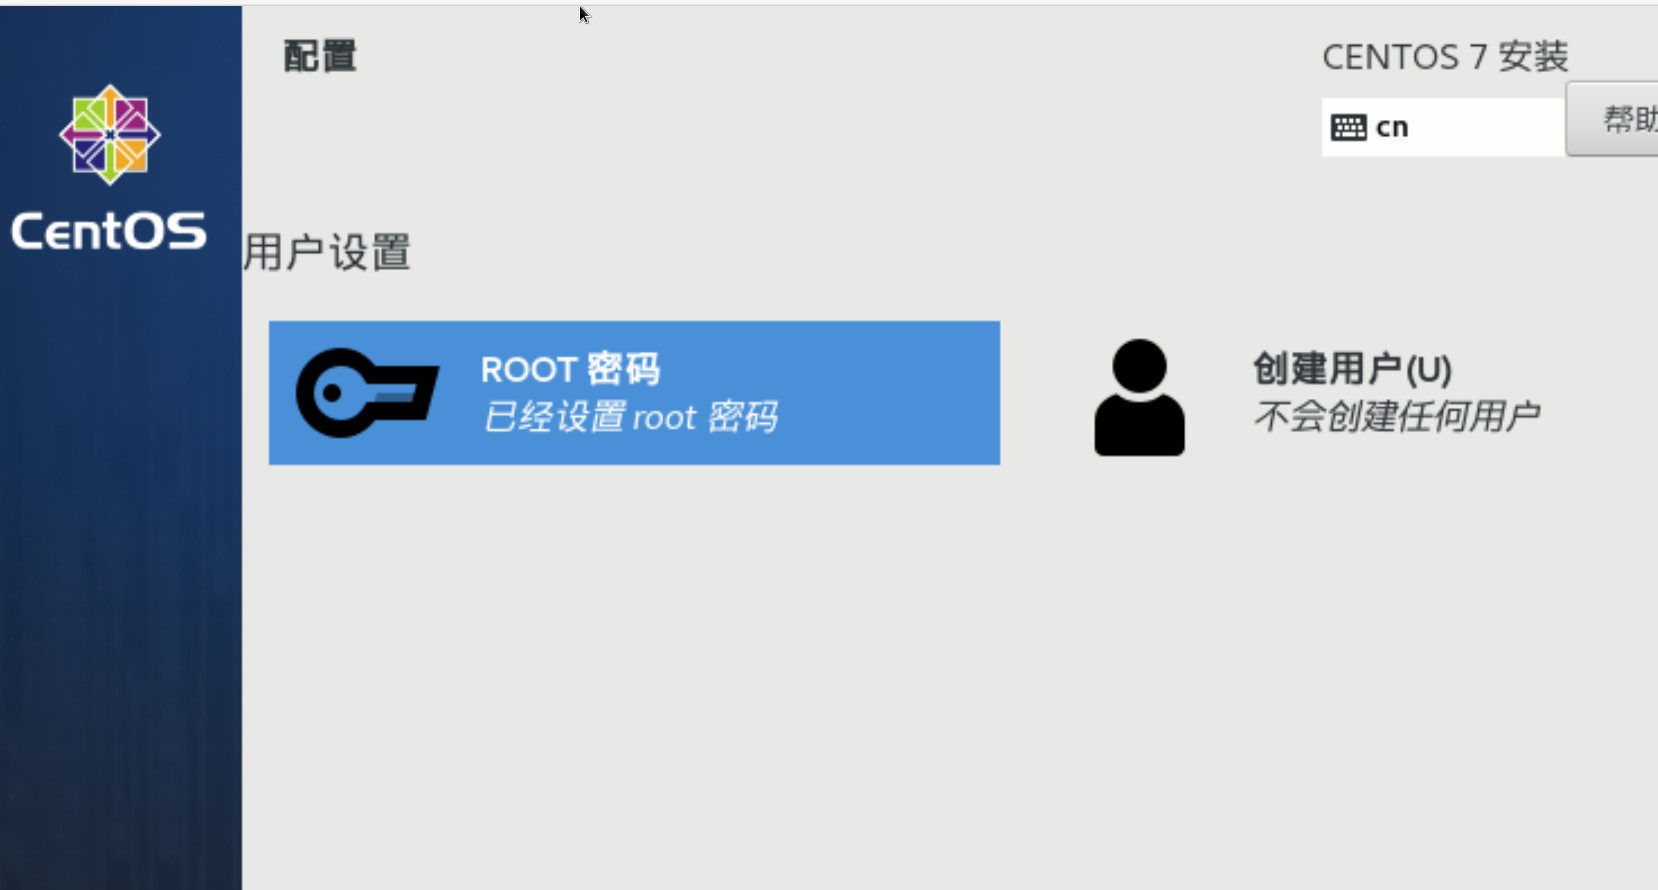 配置
CENTOS 7 安装
cn
帮助
CentOS
用户设置
ROOT 密码
已经设置 root 密码
创建用户(U)
不会创建任何用户